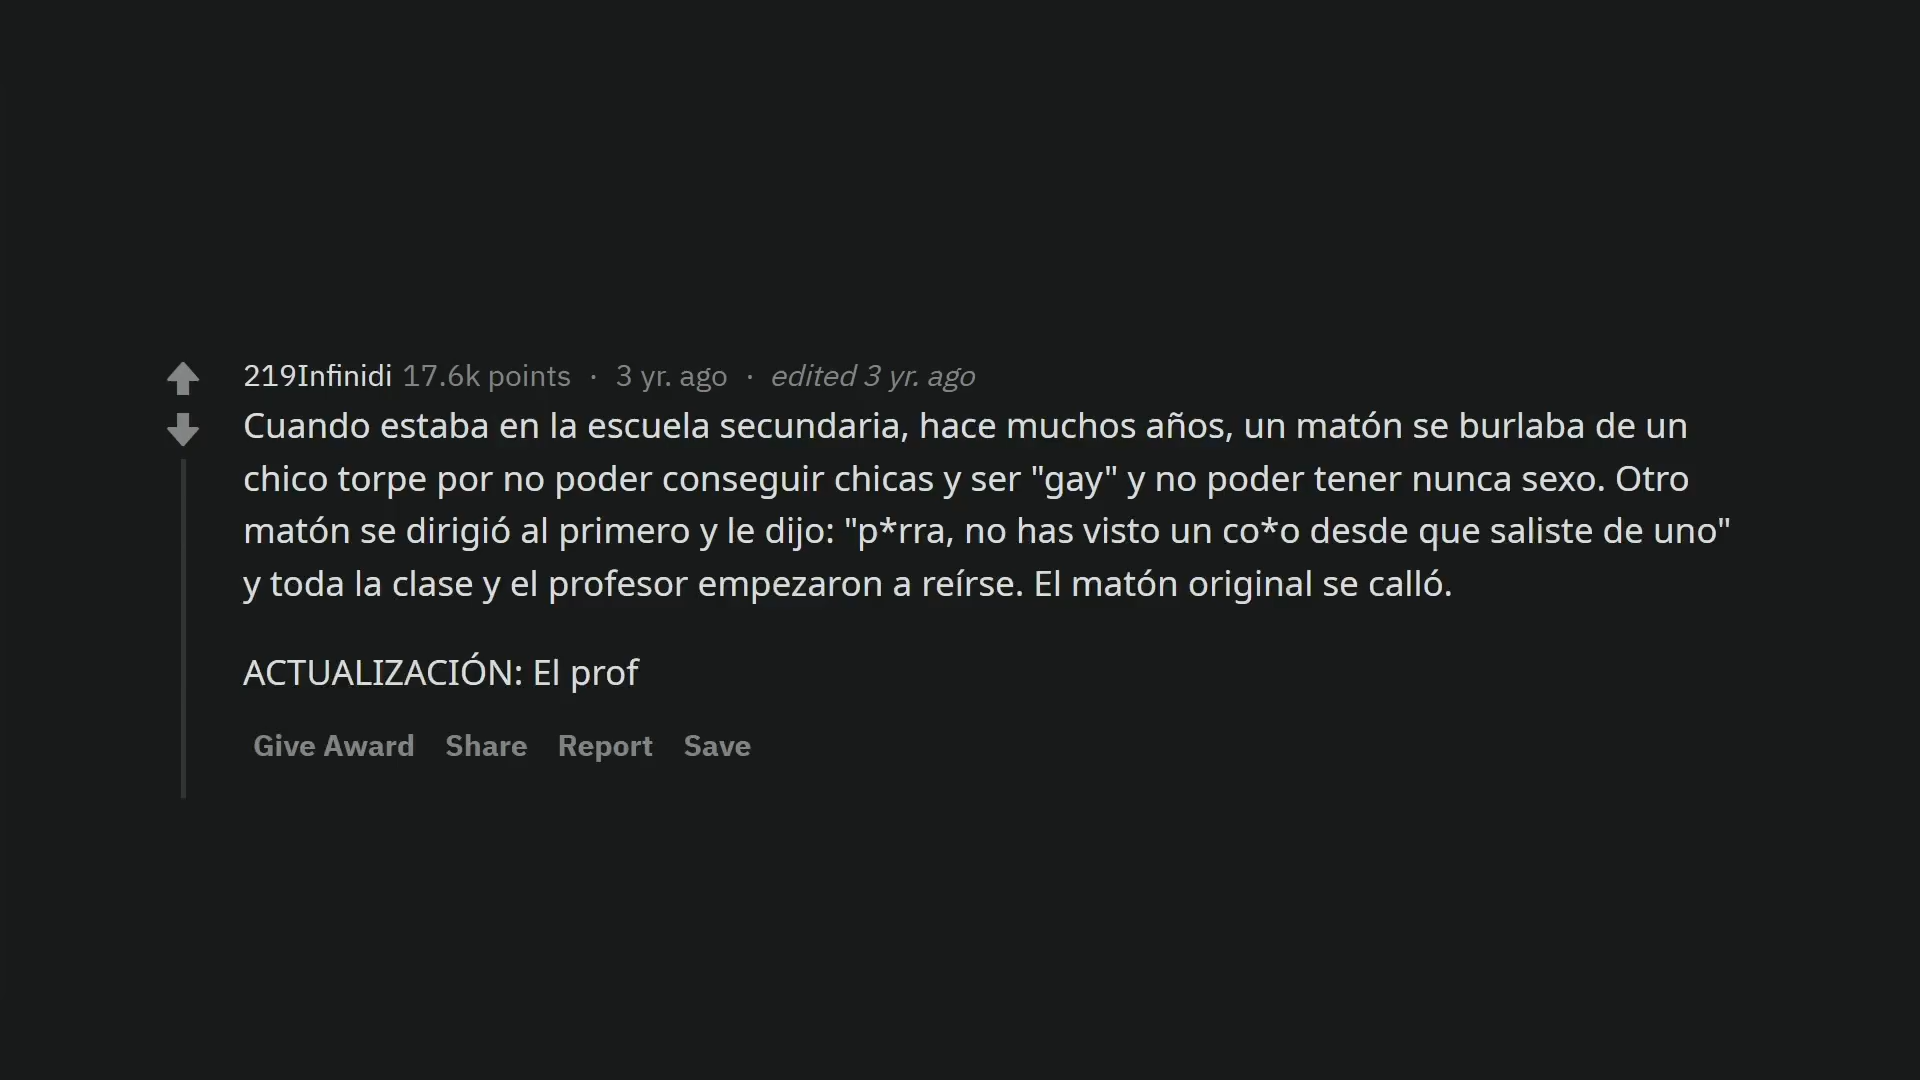 219Infinidi 17.6k points · 3 yr. ago · edited 3 yr. ago
Cuando estaba en la escuela secundaria, hace muchos años, un matón se burlaba de un
chico torpe por no poder conseguir chicas y ser "gay" y no poder tener nunca sexo. Otro
matón se dirigió al primero y le dijo: "p*rra, no has visto un co*o desde que saliste de uno"
y toda la clase y el profesor empezaron a reírse. El matón original se calló.
ACTUALIZACIÓN: El prof
Give Award Share Report Save